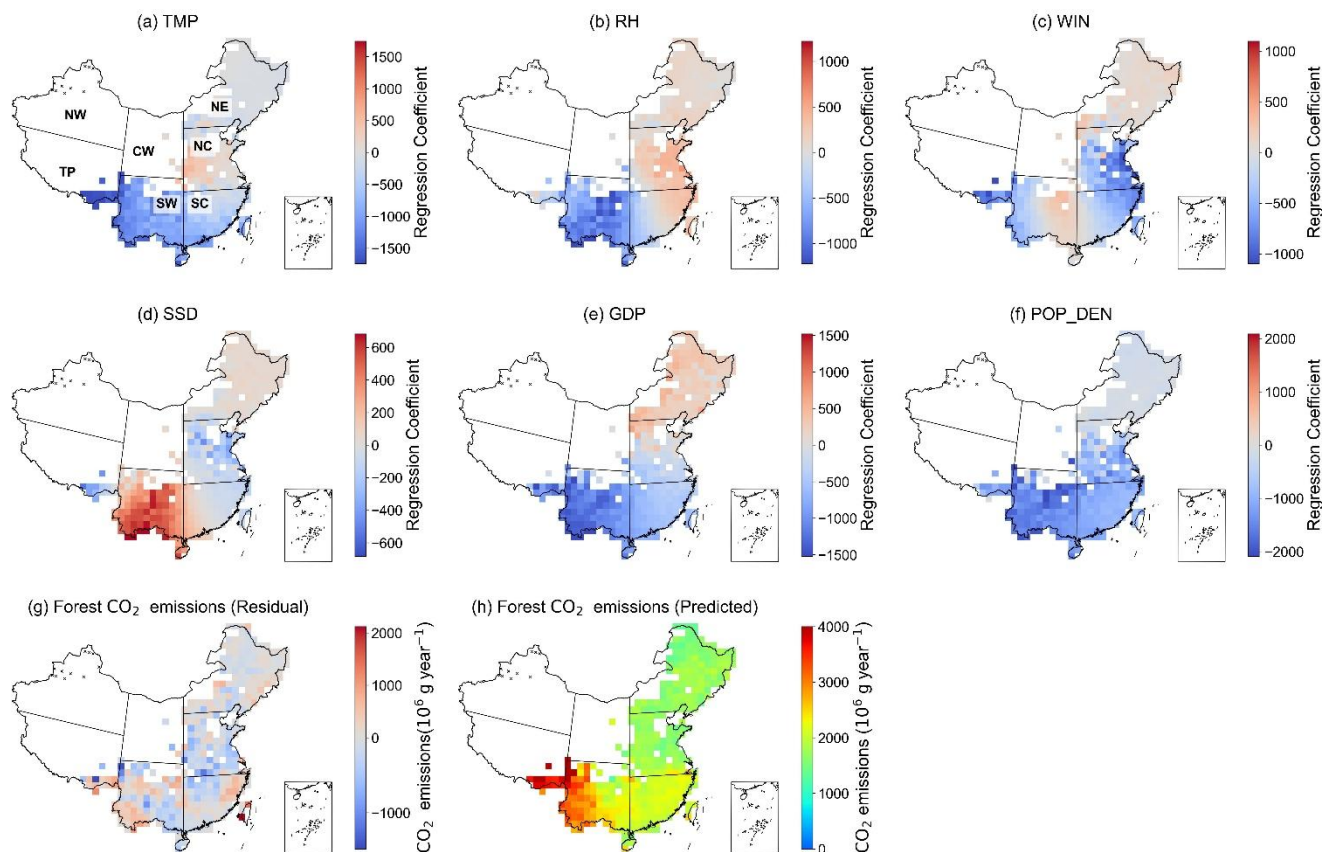 (a) TMP
(b) RH
(c) WIN
1500
1000
500
0
−500
−1000
−1500
Regression Coefficient
1000
500
0
−500
−1000
Regression Coefficient
1000
500
0
−500
−1000
Regression Coefficient
NW
NE
CW
NC
TP
SW
SC
(d) SSD
(e) GDP
(f) POP_DEN
600
400
200
0
−200
−400
−600
Regression Coefficient
1500
1000
500
0
−500
−1000
−1500
Regression Coefficient
2000
1000
0
−1000
−2000
Regression Coefficient
(g) Forest CO₂ emissions (Residual)
(h) Forest CO₂ emissions (Predicted)
2000
1000
0
−1000
CO₂ emissions(10⁶ g year⁻¹)
4000
3000
2000
1000
0
CO₂ emissions (10⁶ g year⁻¹)